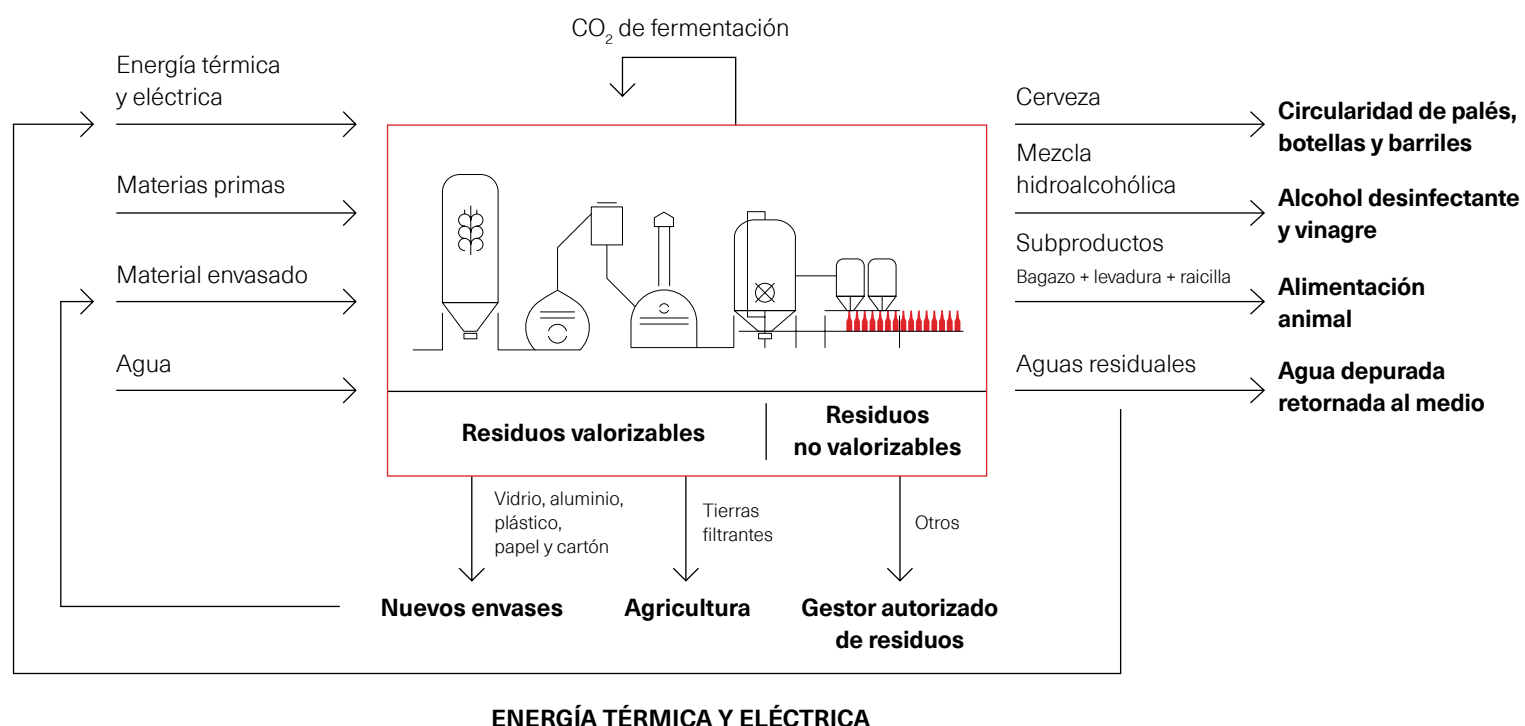 CO₂ de fermentación
Energía térmica
y eléctrica
Materias primas
Material envasado
Agua
Cerveza
Mezcla
hidroalcohólica
Subproductos
Bagazo + levadura + raicilla
Aguas residuales
Circularidad de palés,
botellas y barriles
Alcohol desinfectante
y vinagre
Alimentación
animal
Agua depurada
retornada al medio
Residuos valorizables
Residuos
no valorizables
Vidrio, aluminio,
plástico,
papel y cartón
Tierras
filtrantes
Otros
Nuevos envases
Agricultura
Gestor autorizado
de residuos
ENERGÍA TÉRMICA Y ELÉCTRICA